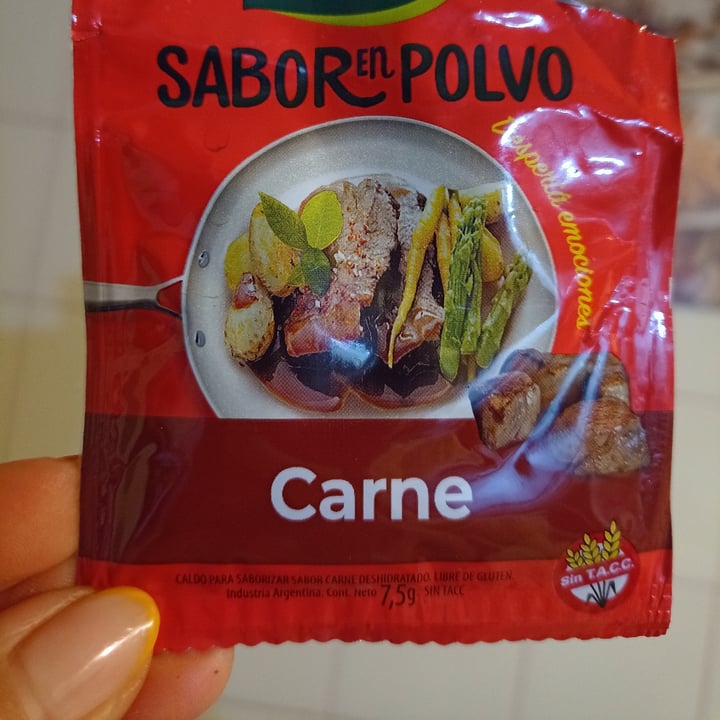 SABOR EN POLVO
Despertá emociones
Carne
Sin T.A.C.C.
CALDO PARA SABORIZAR SABOR CARNE DESHIDRATADO. LIBRE DE GLUTEN.
Industria Argentina. Cont. Neto 7,5g SIN TACC